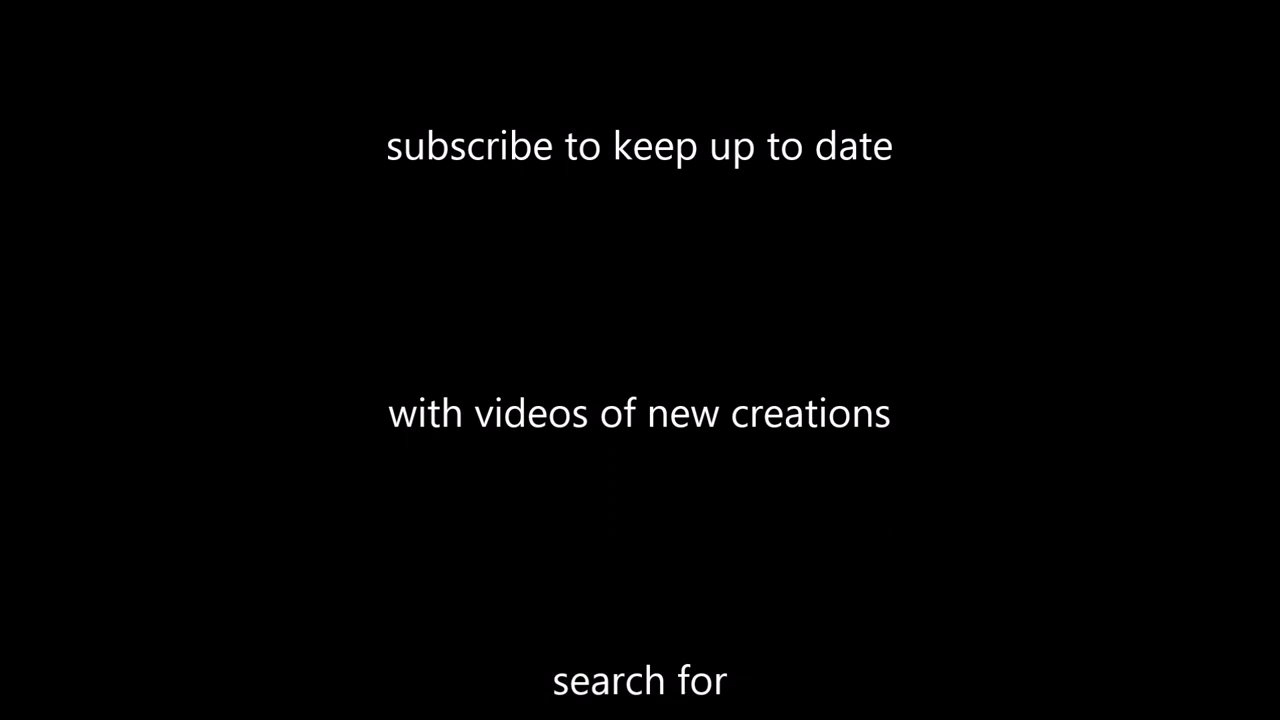 subscribe to keep up to date
with videos of new creations
search for